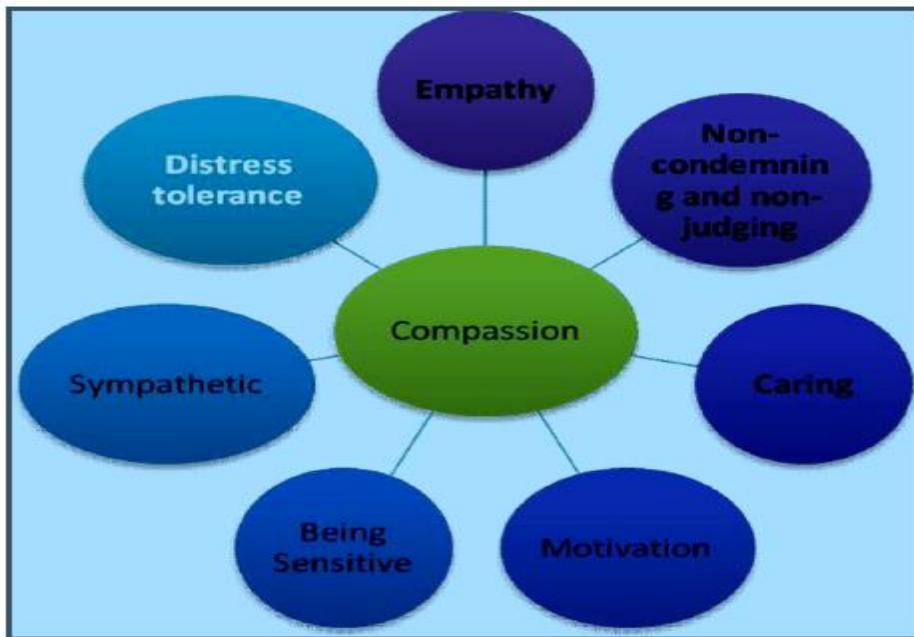 Empathy
Non-
condemnin
g and non-
judging
Distress
tolerance
Compassion
Sympathetic
Caring
Being
Sensitive
Motivation